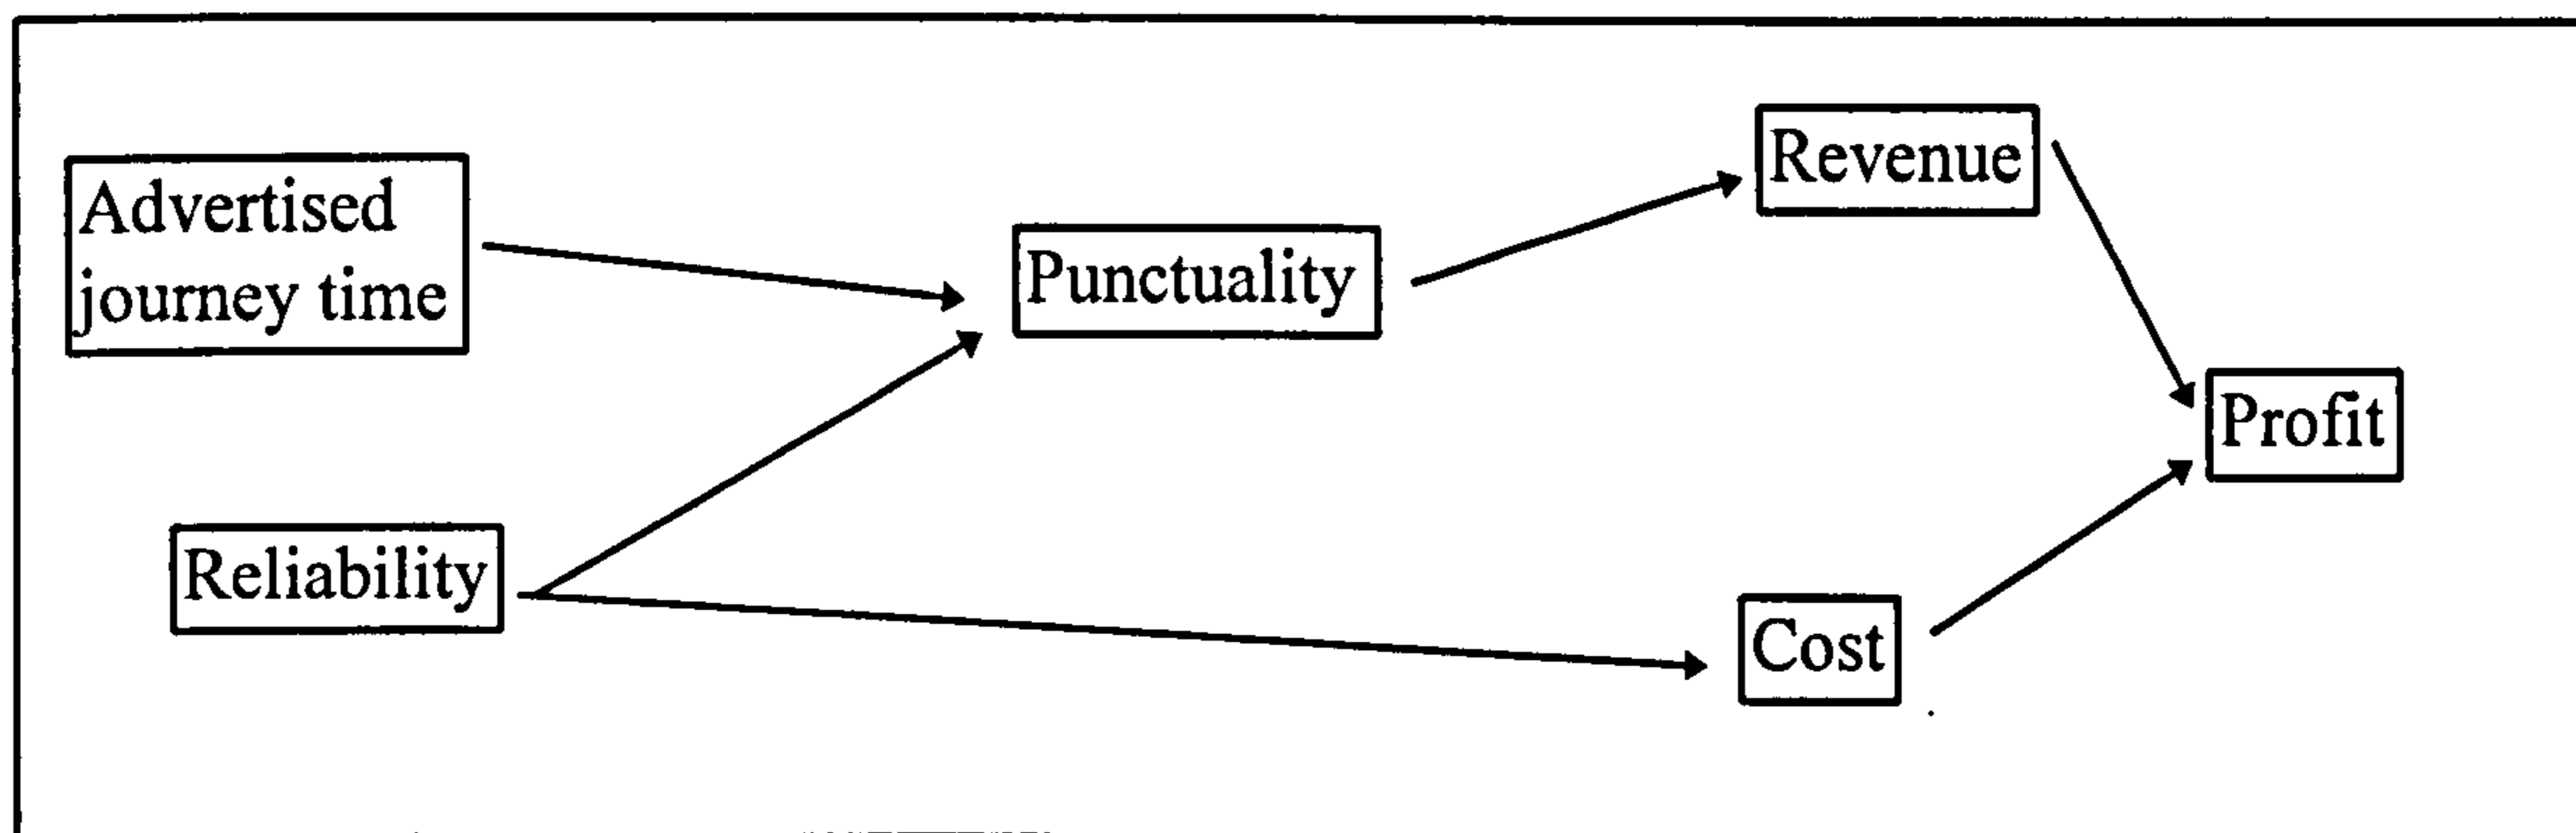 Advertised
journey time
Reliability
Punctuality
Revenue
Cost
Profit